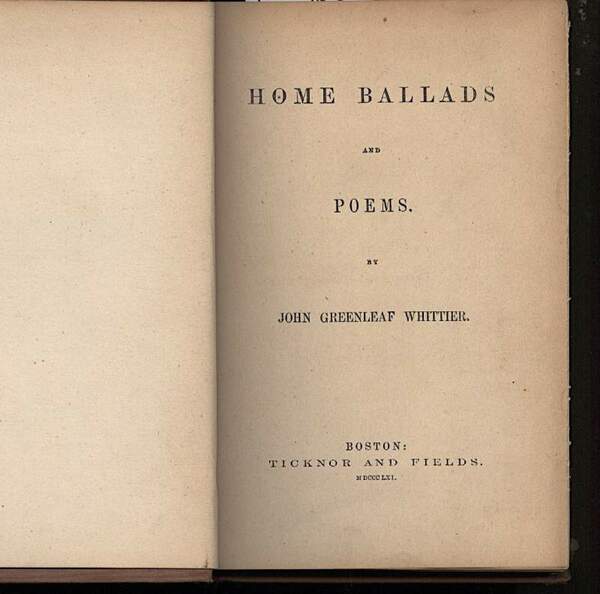 HOME BALLADS
AND
POEMS.
BY
JOHN GREENLEAF WHITTIER.
BOSTON:
TICKNOR AND FIELDS.
MDCCCLXI.